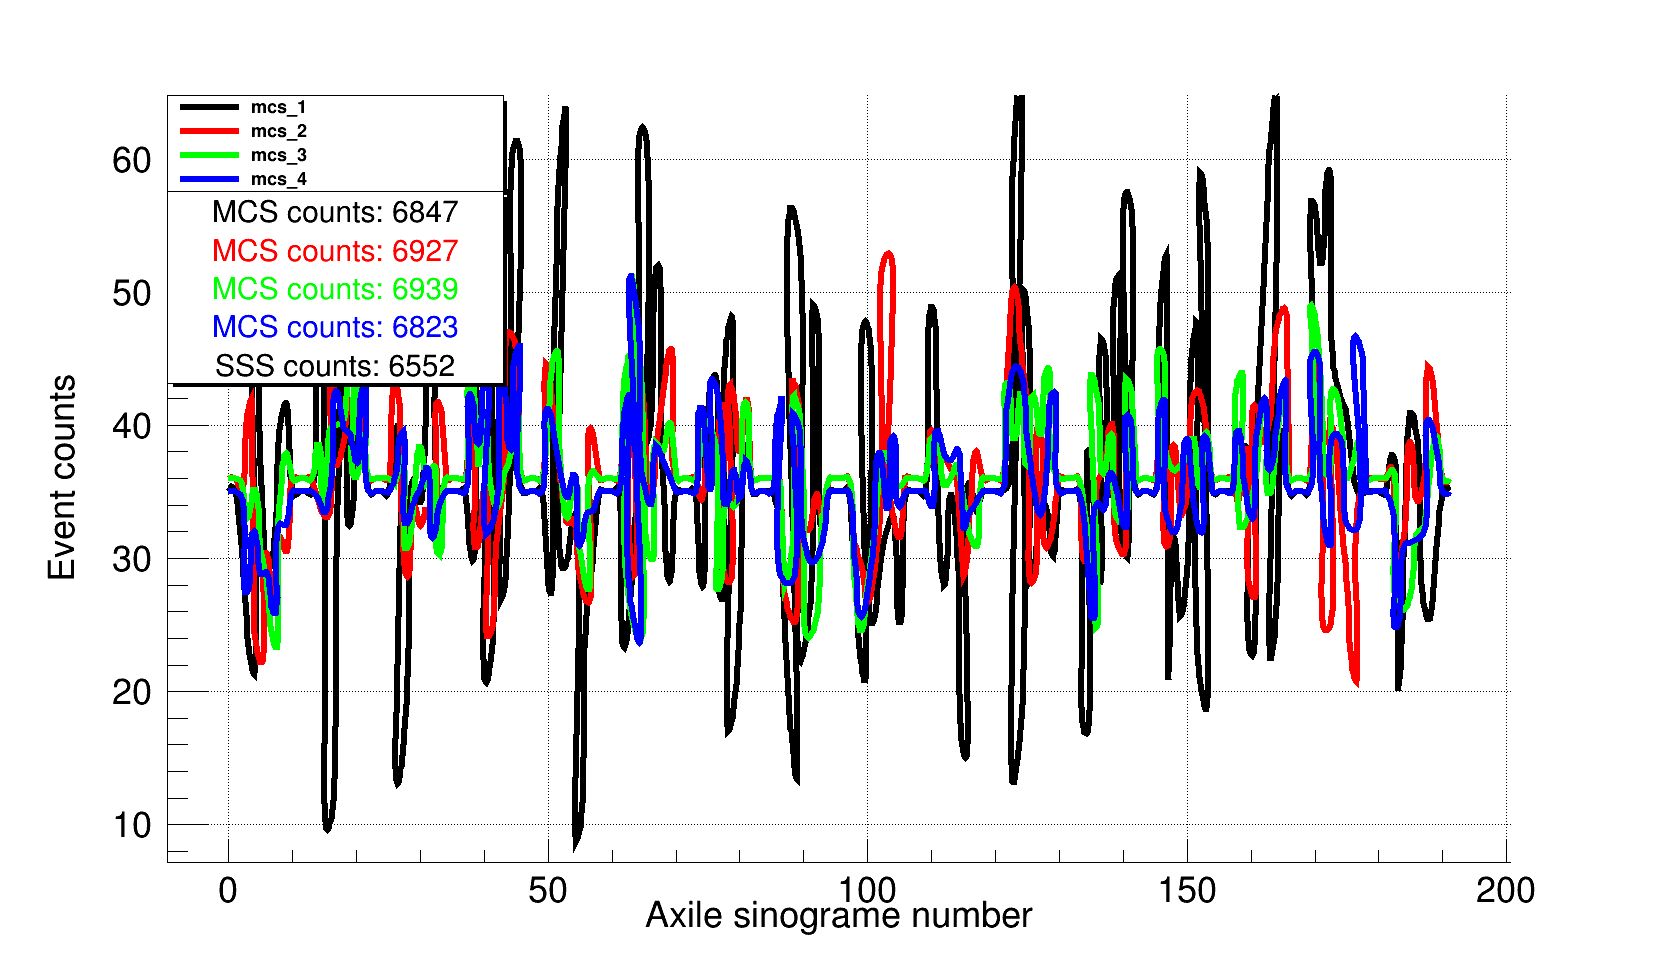 mcs_1
mcs_2
mcs_3
mcs_4
MCS counts: 6847
MCS counts: 6927
MCS counts: 6939
MCS counts: 6823
SSS counts: 6552
Event counts
60
50
40
30
20
10
0 50 100 150 200
Axile sinograme number